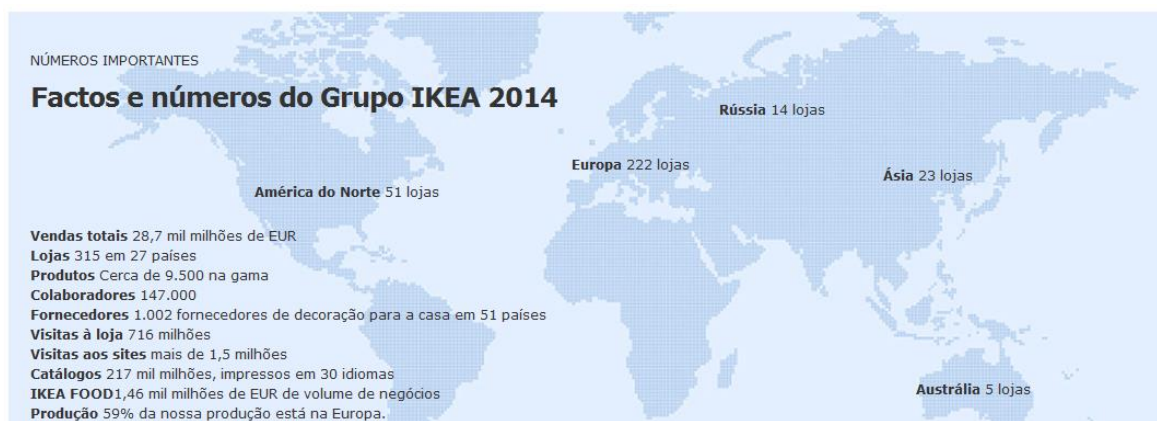 NÚMEROS IMPORTANTES
Factos e números do Grupo IKEA 2014
Rússia 14 lojas
Europa 222 lojas
Ásia 23 lojas
América do Norte 51 lojas
Vendas totais 28,7 mil milhões de EUR
Lojas 315 em 27 países
Produtos Cerca de 9.500 na gama
Colaboradores 147.000
Fornecedores 1.002 fornecedores de decoração para a casa em 51 países
Visitas à loja 716 milhões
Visitas aos sites mais de 1,5 milhões
Catálogos 217 mil milhões, impressos em 30 idiomas
IKEA FOOD1,46 mil milhões de EUR de volume de negócios
Austrália 5 lojas
Produção 59% da nossa produção está na Europa.